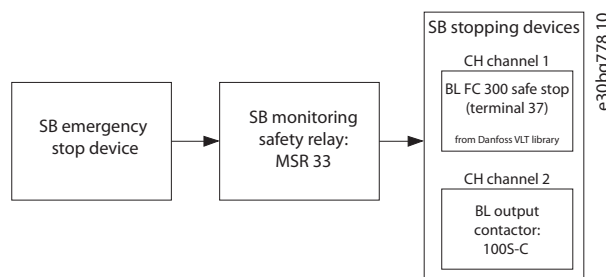 SB emergency
stop device
SB monitoring
safety relay:
MSR 33
SB stopping devices
CH channel 1
BL FC 300 safe stop
(terminal 37)
from Danfoss VLT library
CH channel 2
BL output
contactor:
100S-C
e30bg778.10